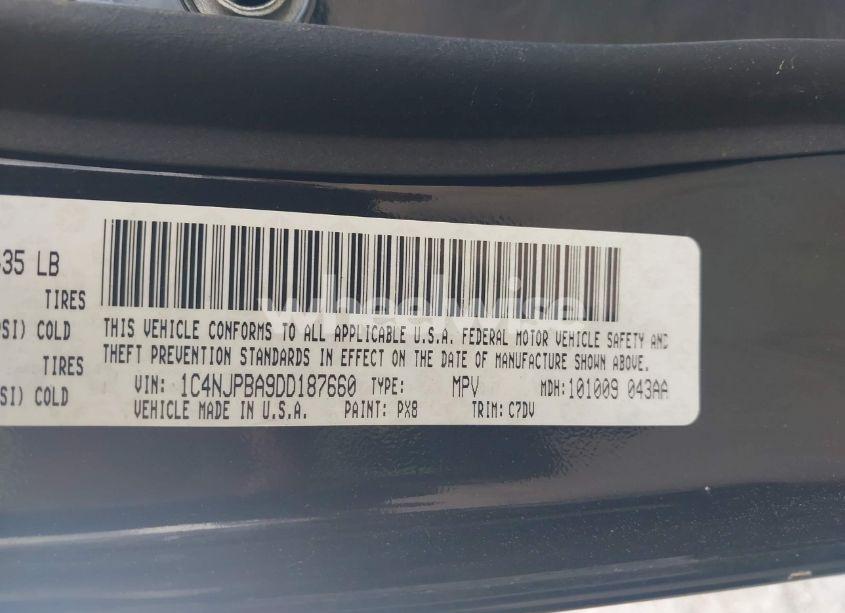 35 LB
TIRES
SI) COLD
TIRES
SI) COLD
THIS VEHICLE CONFORMS TO ALL APPLICABLE U.S.A. FEDERAL MOTOR VEHICLE SAFETY AND
THEFT PREVENTION STANDARDS IN EFFECT ON THE DATE OF MANUFACTURE SHOWN ABOVE.
VIN: 1C4NJPBA9DD187660 TYPE: MPV MDH:101009 043AA
VEHICLE MADE IN U.S.A. PAINT: PX8 TRIM: C7DV
wheelwise